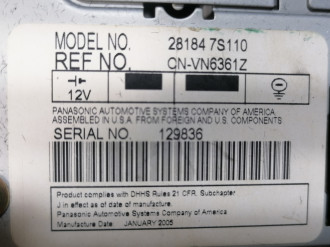 MODEL NO. 28184 7S110
REF NO. CN-VN6361Z
12V
PANASONIC AUTOMOTIVE SYSTEMS COMPANY OF AMERICA
ASSEMBLED IN U.S.A. FROM FOREIGN AND U.S. COMPONENTS
SERIAL NO. 129836
Product complies with DHHS Rules 21 CFR, Subchapter
J in effect as of date of manufacture.
Panasonic Automotive Systems Company of America
Manufacture Date: JANUARY 2005